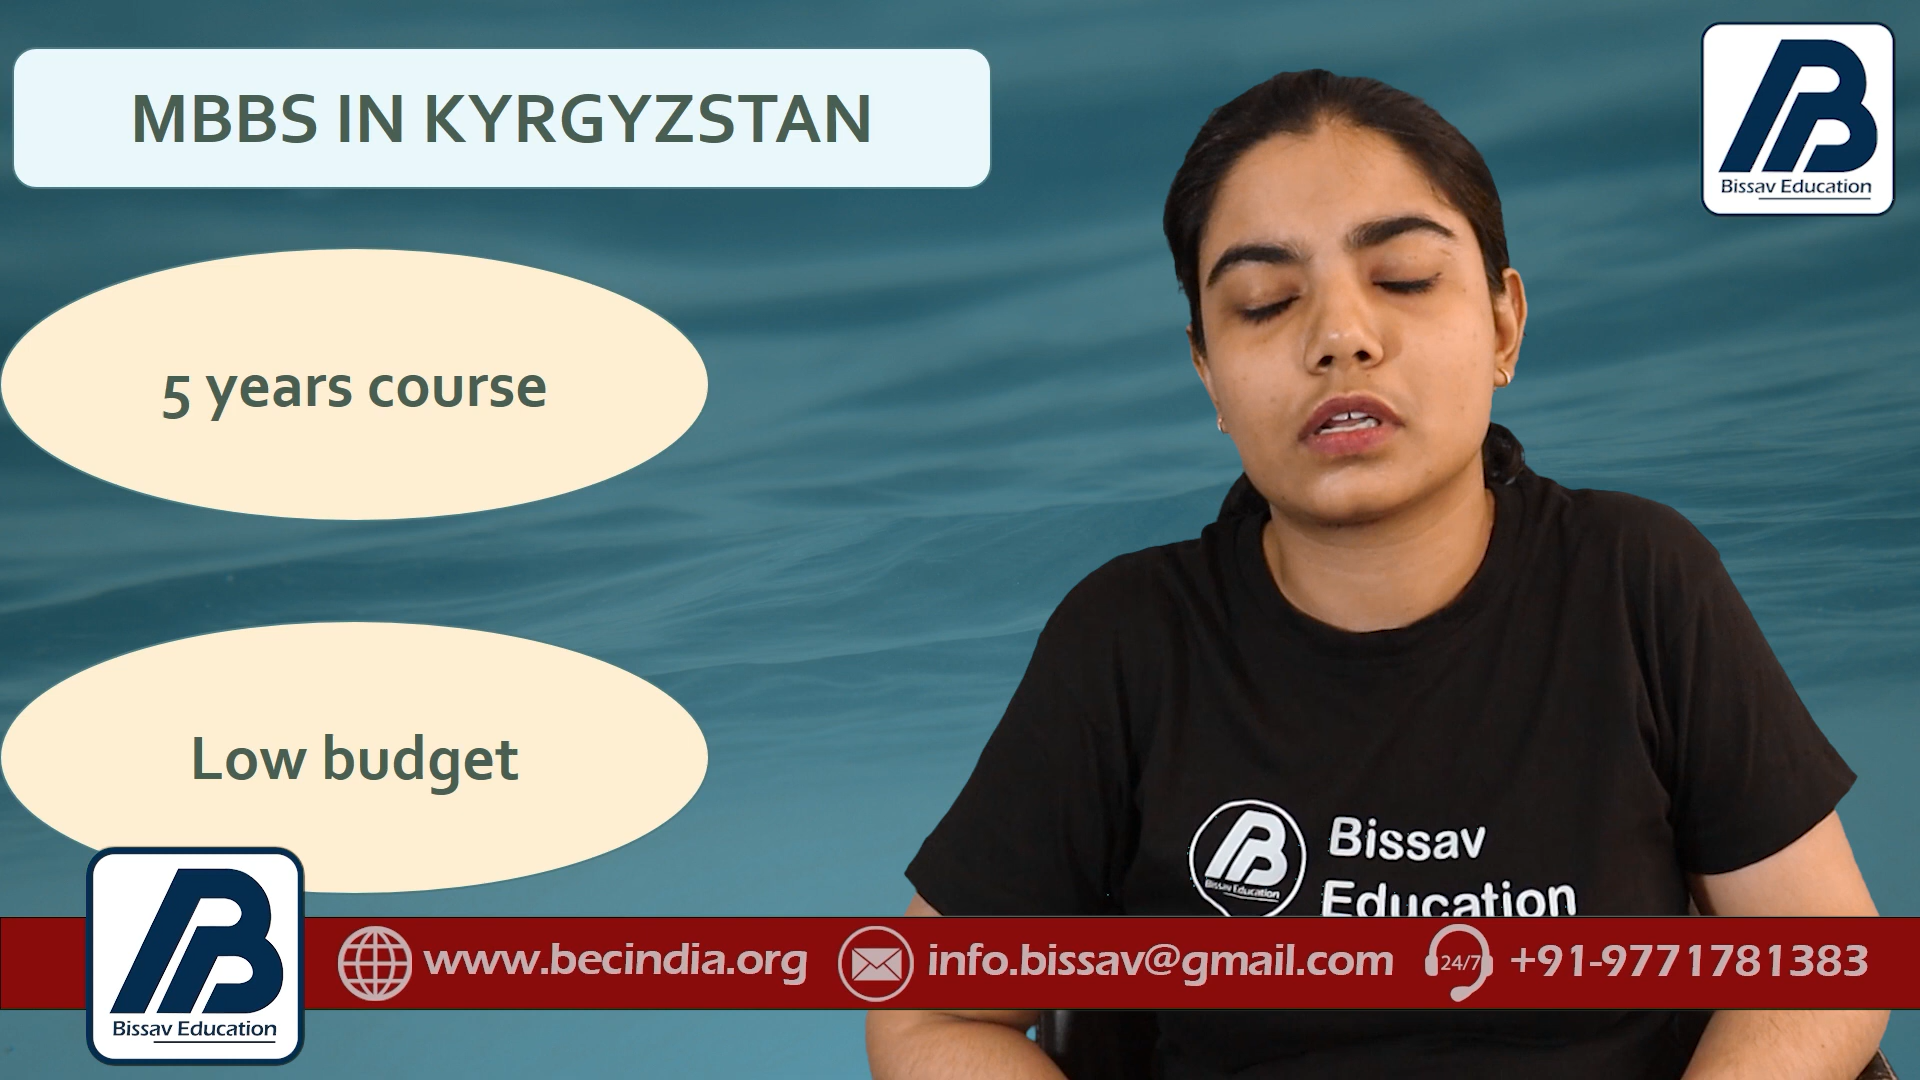 MBBS IN KYRGYZSTAN
Bissav Education
5 years course
Low budget
Bissav
Education
Bissav Education
www.becindia.org
info.bissav@gmail.com
24/7
+91-9771781383
Bissav Education